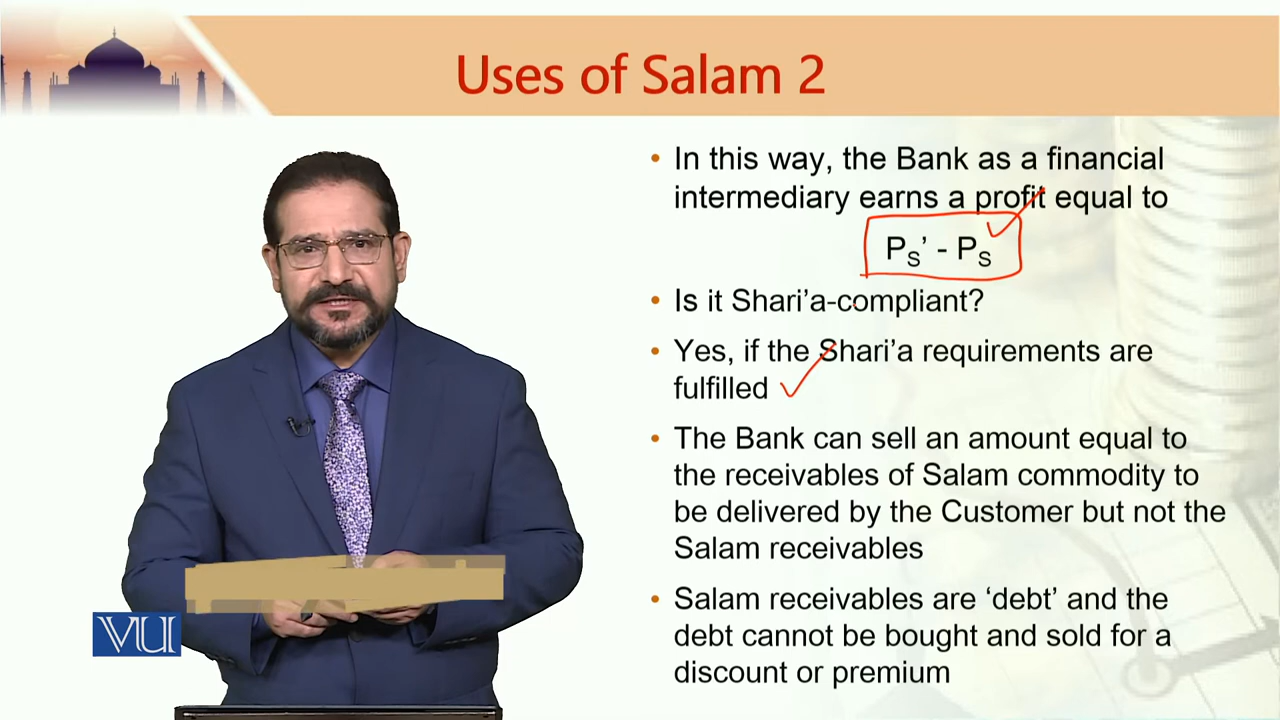 Uses of Salam 2
• In this way, the Bank as a financial
intermediary earns a profit equal to
PS’ - PS
• Is it Shari’a-compliant?
• Yes, if the Shari’a requirements are
fulfilled
• The Bank can sell an amount equal to
the receivables of Salam commodity to
be delivered by the Customer but not the
Salam receivables
• Salam receivables are ‘debt’ and the
debt cannot be bought and sold for a
discount or premium
VU